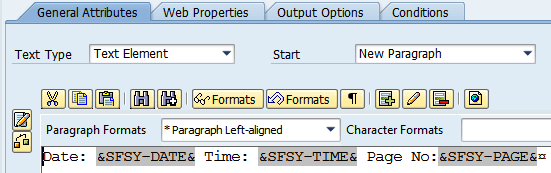 General Attributes Web Properties Output Options Conditions
Text Type Text Element Start New Paragraph
Formats Formats ¶
Paragraph Formats * Paragraph Left-aligned Character Formats
Date: &SFSY-DATE& Time: &SFSY-TIME& Page No:&SFSY-PAGE&¤